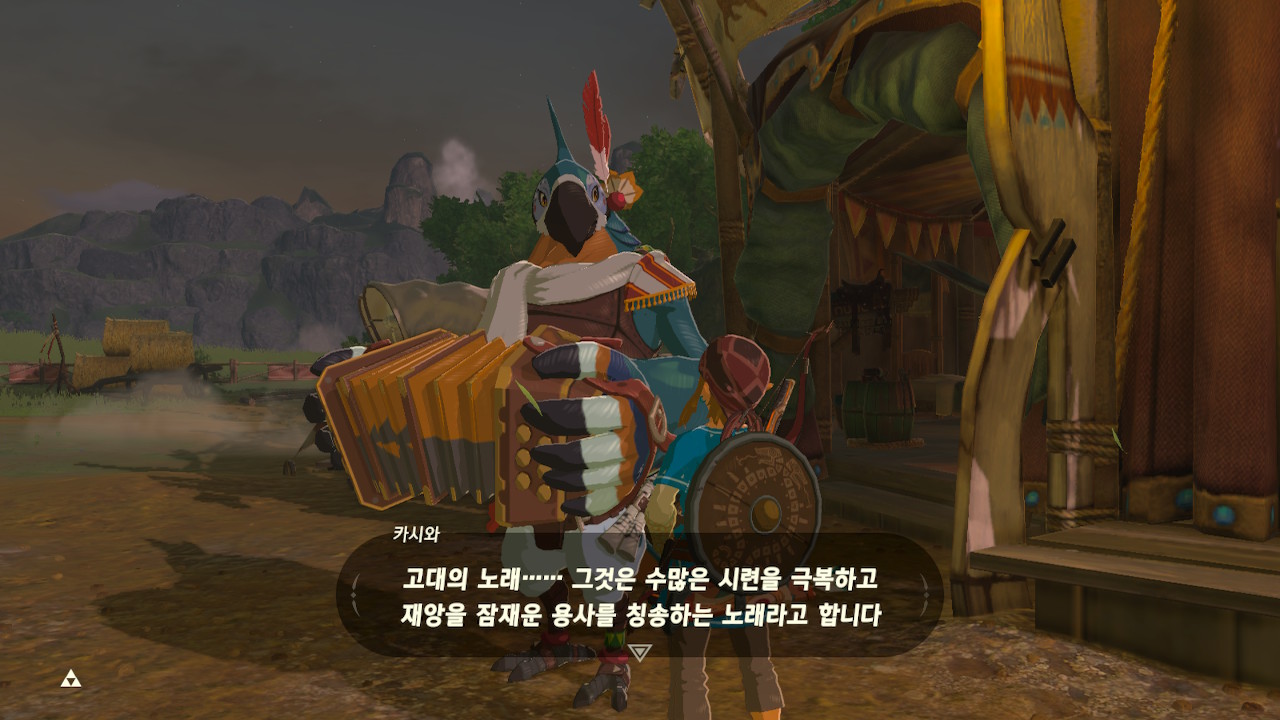 카시와
고대의 노래…… 그것은 수많은 시련을 극복하고
재앙을 잠재운 용사를 칭송하는 노래라고 합니다